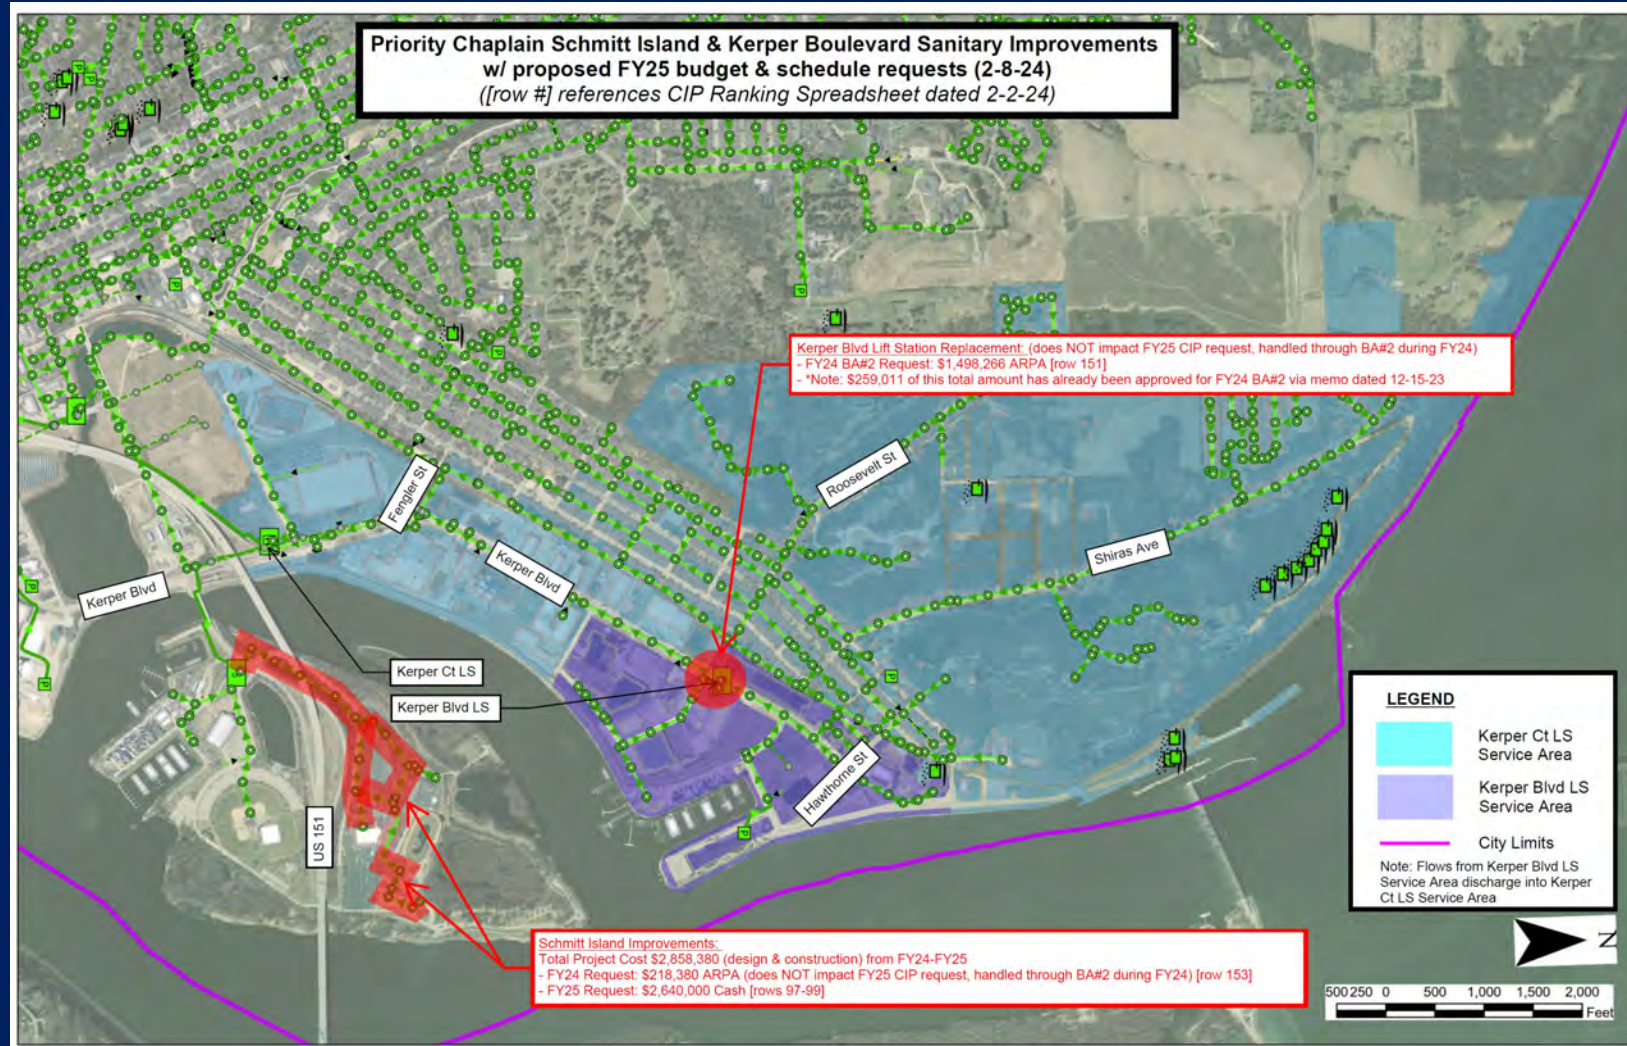 Priority Chaplain Schmitt Island & Kerper Boulevard Sanitary Improvements
w/ proposed FY25 budget & schedule requests (2-8-24)
([row #] references CIP Ranking Spreadsheet dated 2-2-24)
Kerper Blvd Lift Station Replacement: (does NOT impact FY25 CIP request, handled through BA#2 during FY24)
- FY24 BA#2 Request: $1,498,266 ARPA [row 151]
- *Note: $259,011 of this total amount has already been approved for FY24 BA#2 via memo dated 12-15-23
Roosevelt St
Fengler St
Shiras Ave
Kerper Blvd
Kerper Blvd
Kerper Ct LS
Kerper Blvd LS
Hawthorne St
US 151
LEGEND
Kerper Ct LS
Service Area
Kerper Blvd LS
Service Area
City Limits
Note: Flows from Kerper Blvd LS
Service Area discharge into Kerper
Ct LS Service Area
N
Schmitt Island Improvements:
Total Project Cost $2,858,380 (design & construction) from FY24-FY25
- FY24 Request: $218,380 ARPA (does NOT impact FY25 CIP request, handled through BA#2 during FY24) [row 153]
- FY25 Request: $2,640,000 Cash [rows 97-99]
500 250 0 500 1,000 1,500 2,000
Feet
P
P
P
P
P
P
P
P
P
P